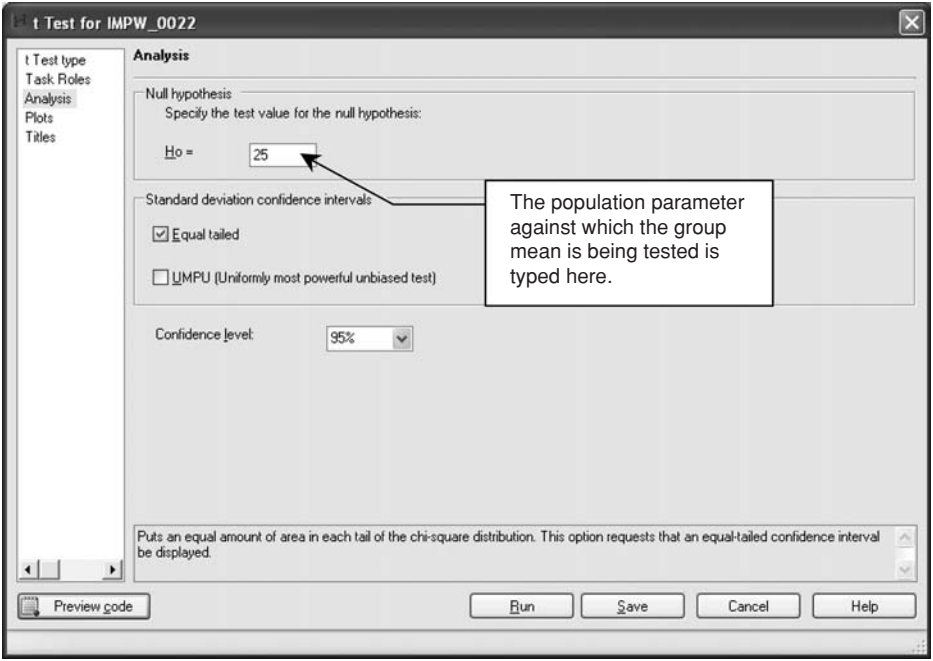 t Test for IMPW_0022
t Test type
Task Roles
Analysis
Plots
Titles
Analysis
Null hypothesis
Specify the test value for the null hypothesis:
Ho =
25
The population parameter
against which the group
mean is being tested is
typed here.
Standard deviation confidence intervals
Equal tailed
UMPU (Uniformly most powerful unbiased test)
Confidence level:
95%
Puts an equal amount of area in each tail of the chi-square distribution. This option requests that an equal-tailed confidence interval
be displayed.
Preview code
Run
Save
Cancel
Help